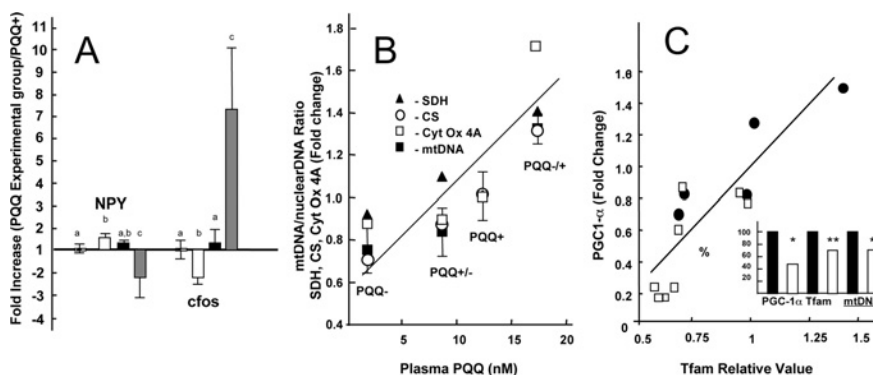 A
Fold Increase (PQQ Experimental group/PQQ+)
11
10
9
8
7
6
5
4
3
2
1
-2
-3
-4
a
b
a,b
c
NPY
a
b
a
c
cfos
B
mtDNA/nuclearDNA Ratio
SDH, CS, Cyt Ox 4A (Fold change)
1.8
1.6
1.4
1.2
1.0
0.8
0.6
0.4
0.2
0
- SDH
- CS
- Cyt Ox 4A
- mtDNA
PQQ-/+
PQQ+
PQQ+/-
PQQ-
5
10
15
20
Plasma PQQ (nM)
C
PGC1-α (Fold Change)
1.8
1.6
1.4
1.2
1.0
0.8
0.6
0.4
0.2
0
0.5
0.75
1
1.25
1.5
Tfam Relative Value
%
100
80
60
40
20
*
**
*
PGC-1α Tfam mtDN